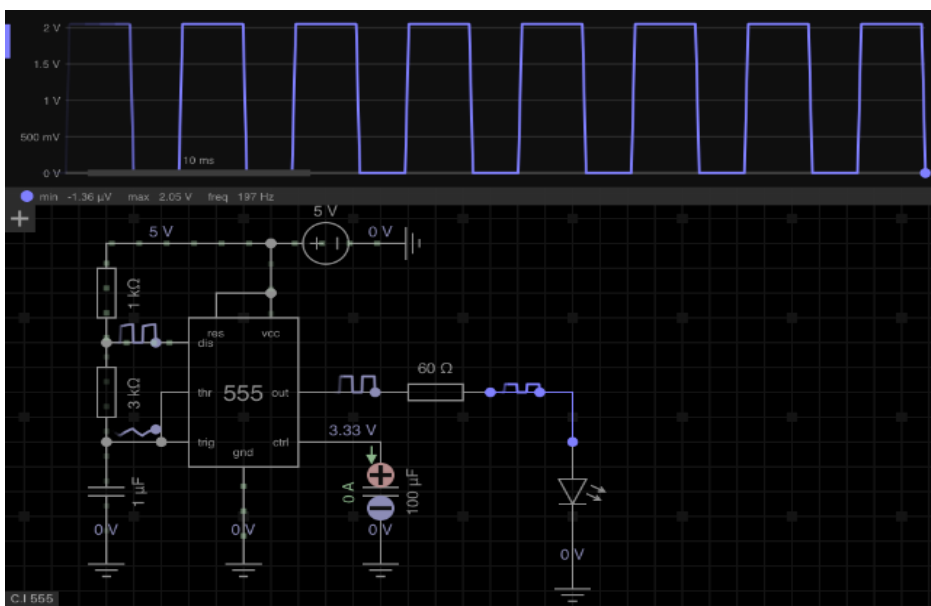 2 V
1.5 V
1 V
500 mV
0 V
10 ms
min -1.36 µV max 2.05 V freq 197 Hz
+
5 V
5 V
0 V
1 kΩ
res
vcc
dis
60 Ω
3 kΩ
thr
555
out
3.33 V
trig
ctrl
gnd
1 µF
0 A
100 µF
0 V
0 V
0 V
0 V
C.I 555